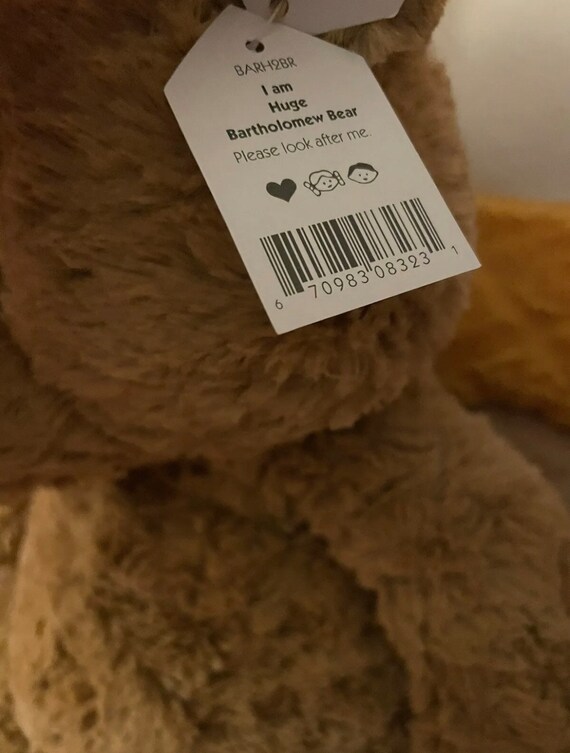 BARH2BR
I am
Huge
Bartholomew Bear
Please look after me.
6 70983 08323 1